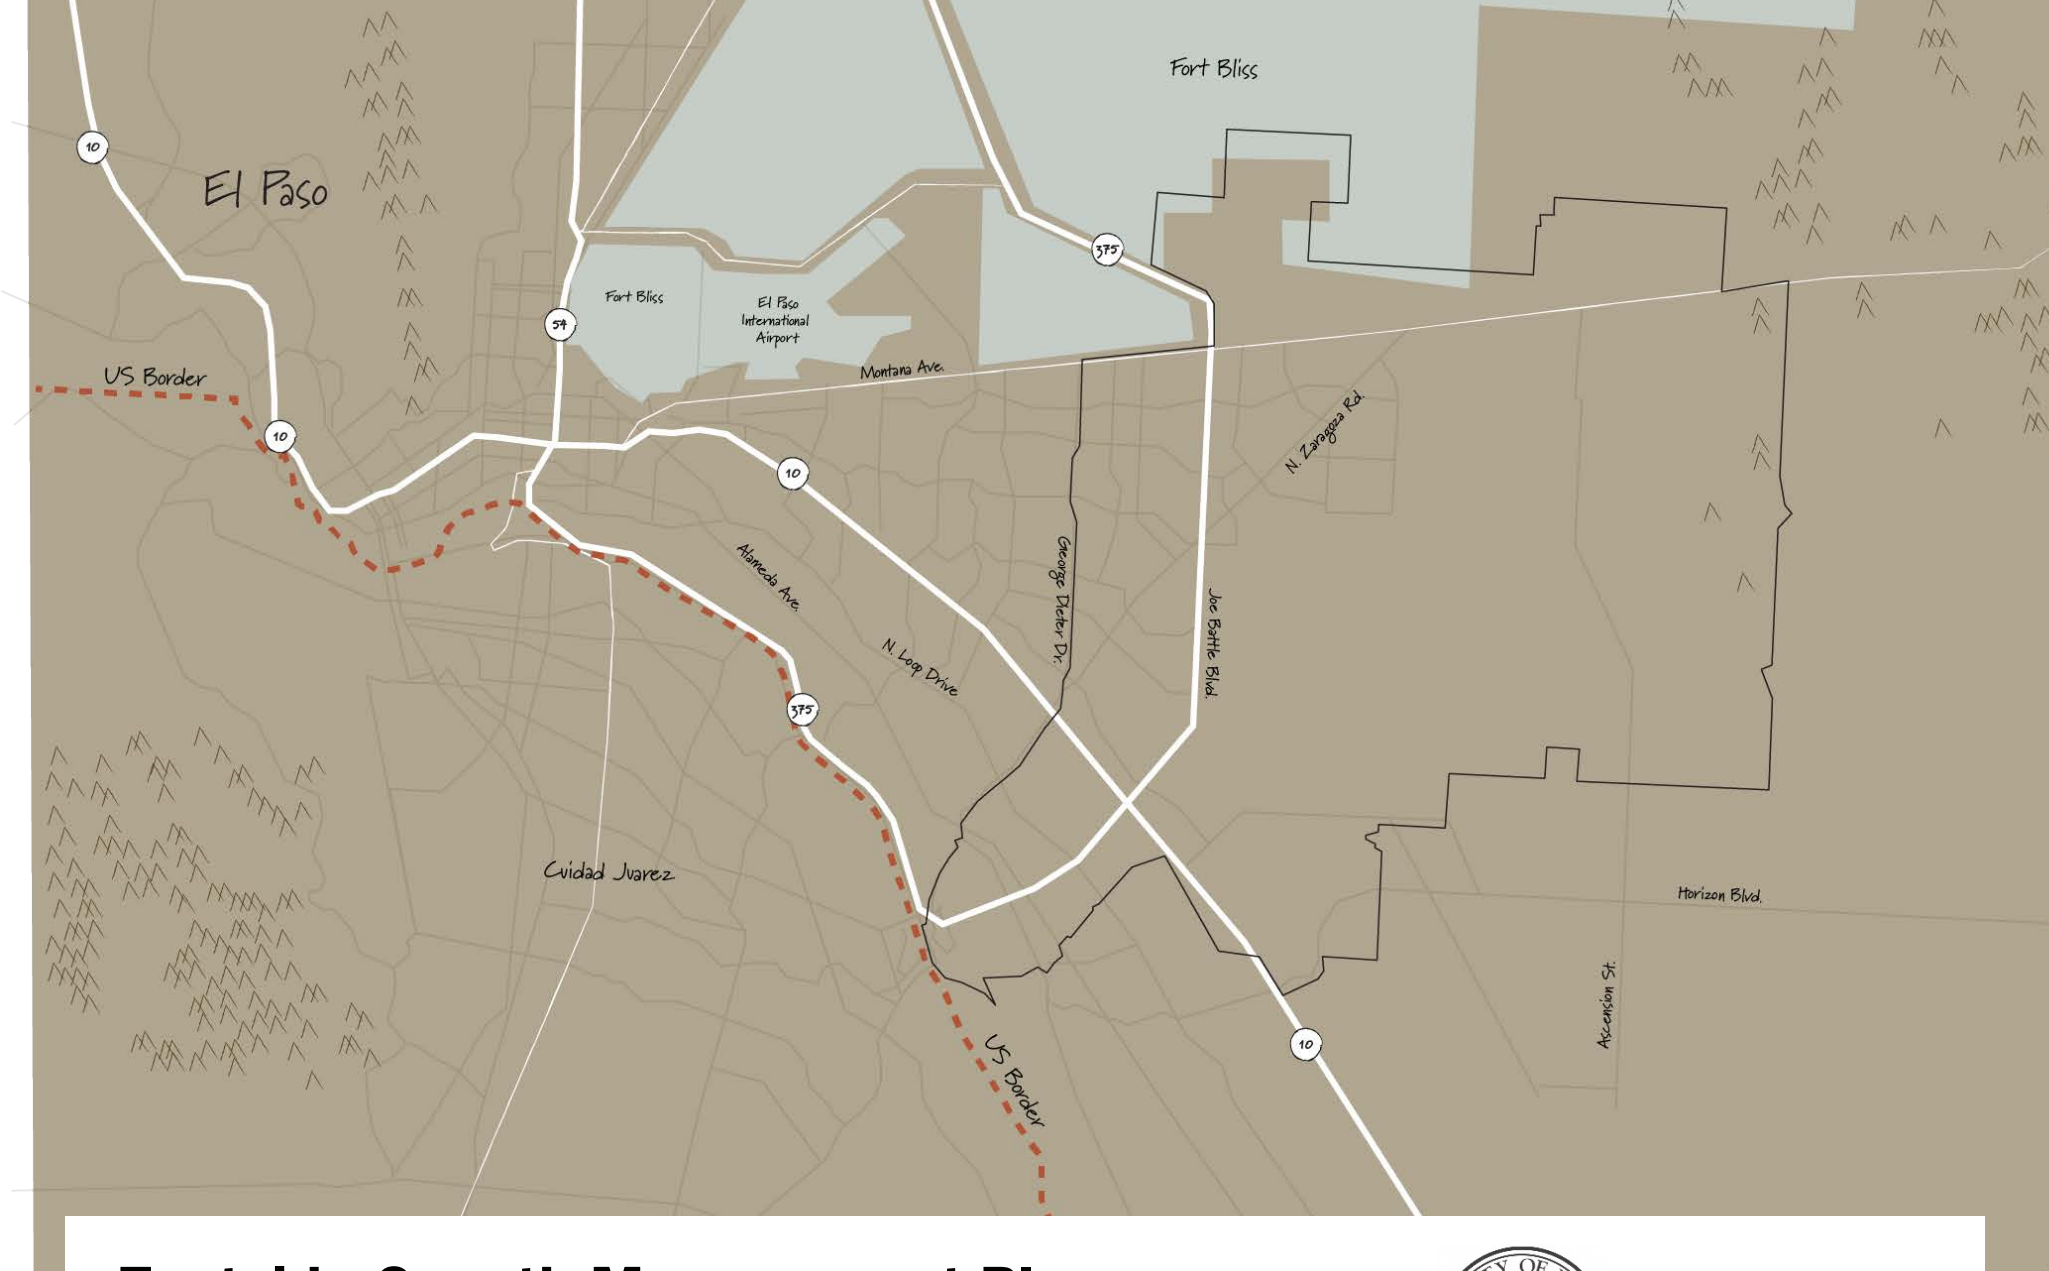 Fort Bliss
10
El Paso
375
Fort Bliss
El Paso
International
Airport
54
Montana Ave.
US Border
N. Zaragoza Rd.
10
10
George Dieter Dr.
Alameda Ave.
Joe Battle Blvd.
N. Loop Drive
375
Cuidad Juarez
Horizon Blvd.
Ascension St.
US Border
10
OF